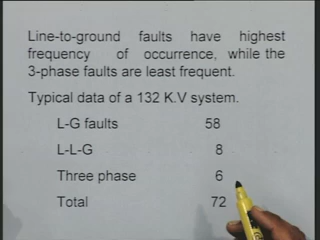 Line-to-ground faults have highest
frequency of occurrence, while the
3-phase faults are least frequent.
Typical data of a 132 K.V system.
L-G faults 58
L-L-G 8
Three phase 6
Total 72